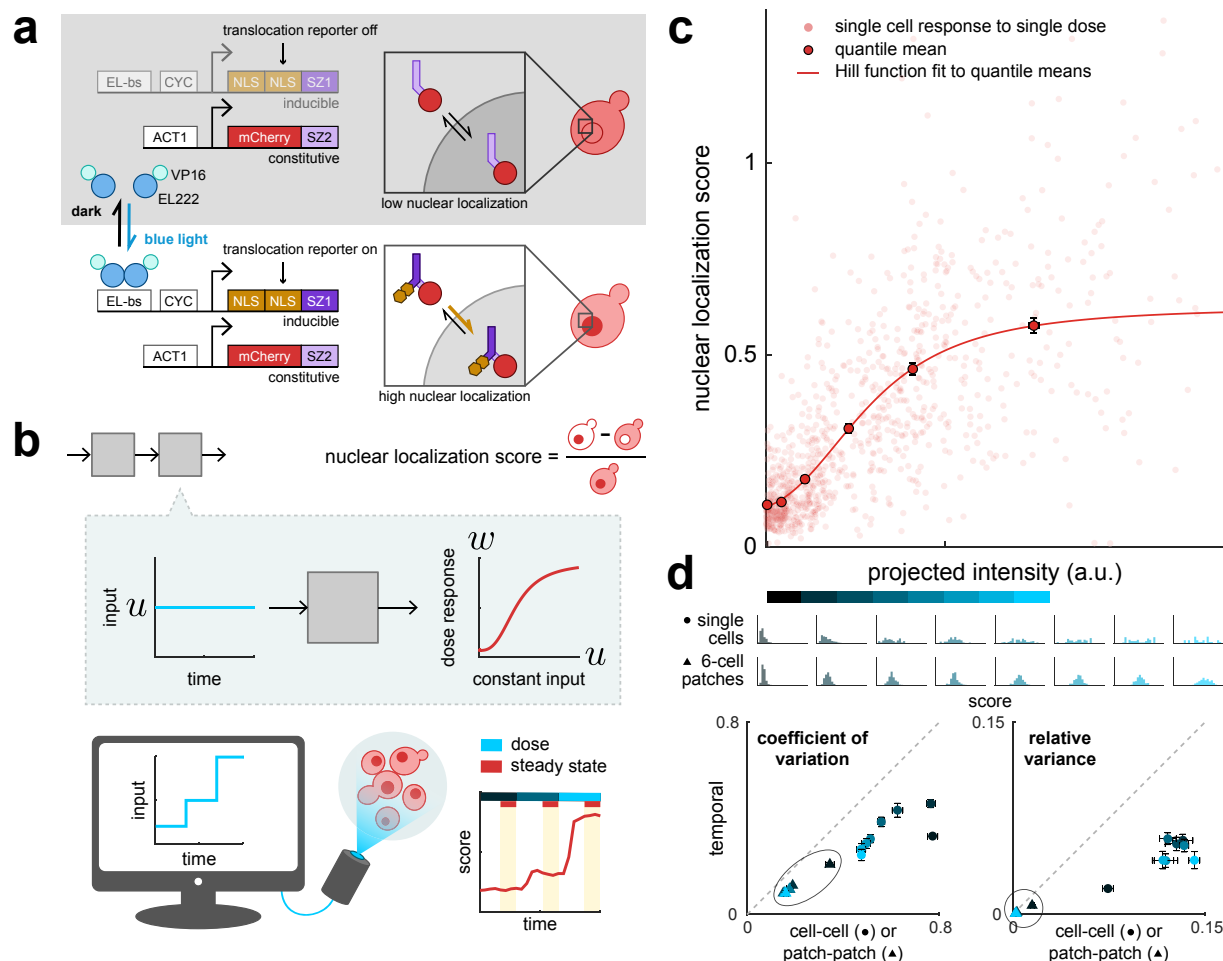 a
translocation reporter off
EL-bs CYC NLS NLS SZ1
inducible
ACT1 mCherry SZ2
constitutive
low nuclear localization
VP16
EL222
dark
blue light
translocation reporter on
EL-bs CYC NLS NLS SZ1
inducible
ACT1 mCherry SZ2
constitutive
high nuclear localization
b
nuclear localization score =
–
input
u
time
dose response
w
u
constant input
input
time
dose
steady state
score
time
c
single cell response to single dose
quantile mean
Hill function fit to quantile means
nuclear localization score
1
0.5
0
projected intensity (a.u.)
d
● single
cells
▲ 6-cell
patches
score
0.8
coefficient of
variation
temporal
0
0 0.8
cell-cell (●) or
patch-patch (▲)
0.15
relative
variance
0
0 0.15
cell-cell (●) or
patch-patch (▲)